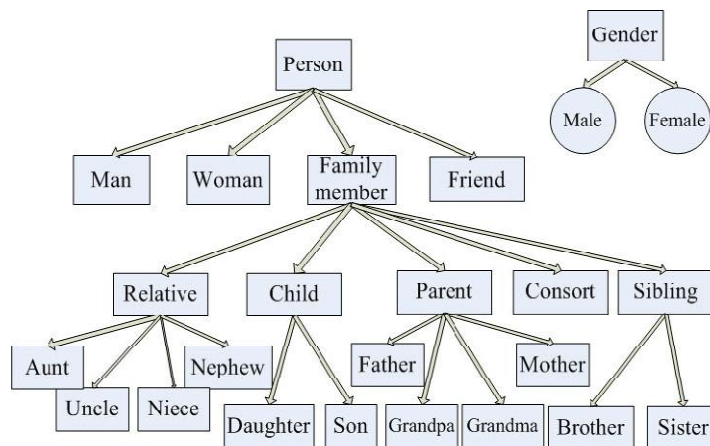 Gender
Person
Male
Female
Man
Woman
Family
member
Friend
Relative
Child
Parent
Consort
Sibling
Aunt
Nephew
Father
Mother
Uncle
Niece
Daughter
Son
Grandpa
Grandma
Brother
Sister